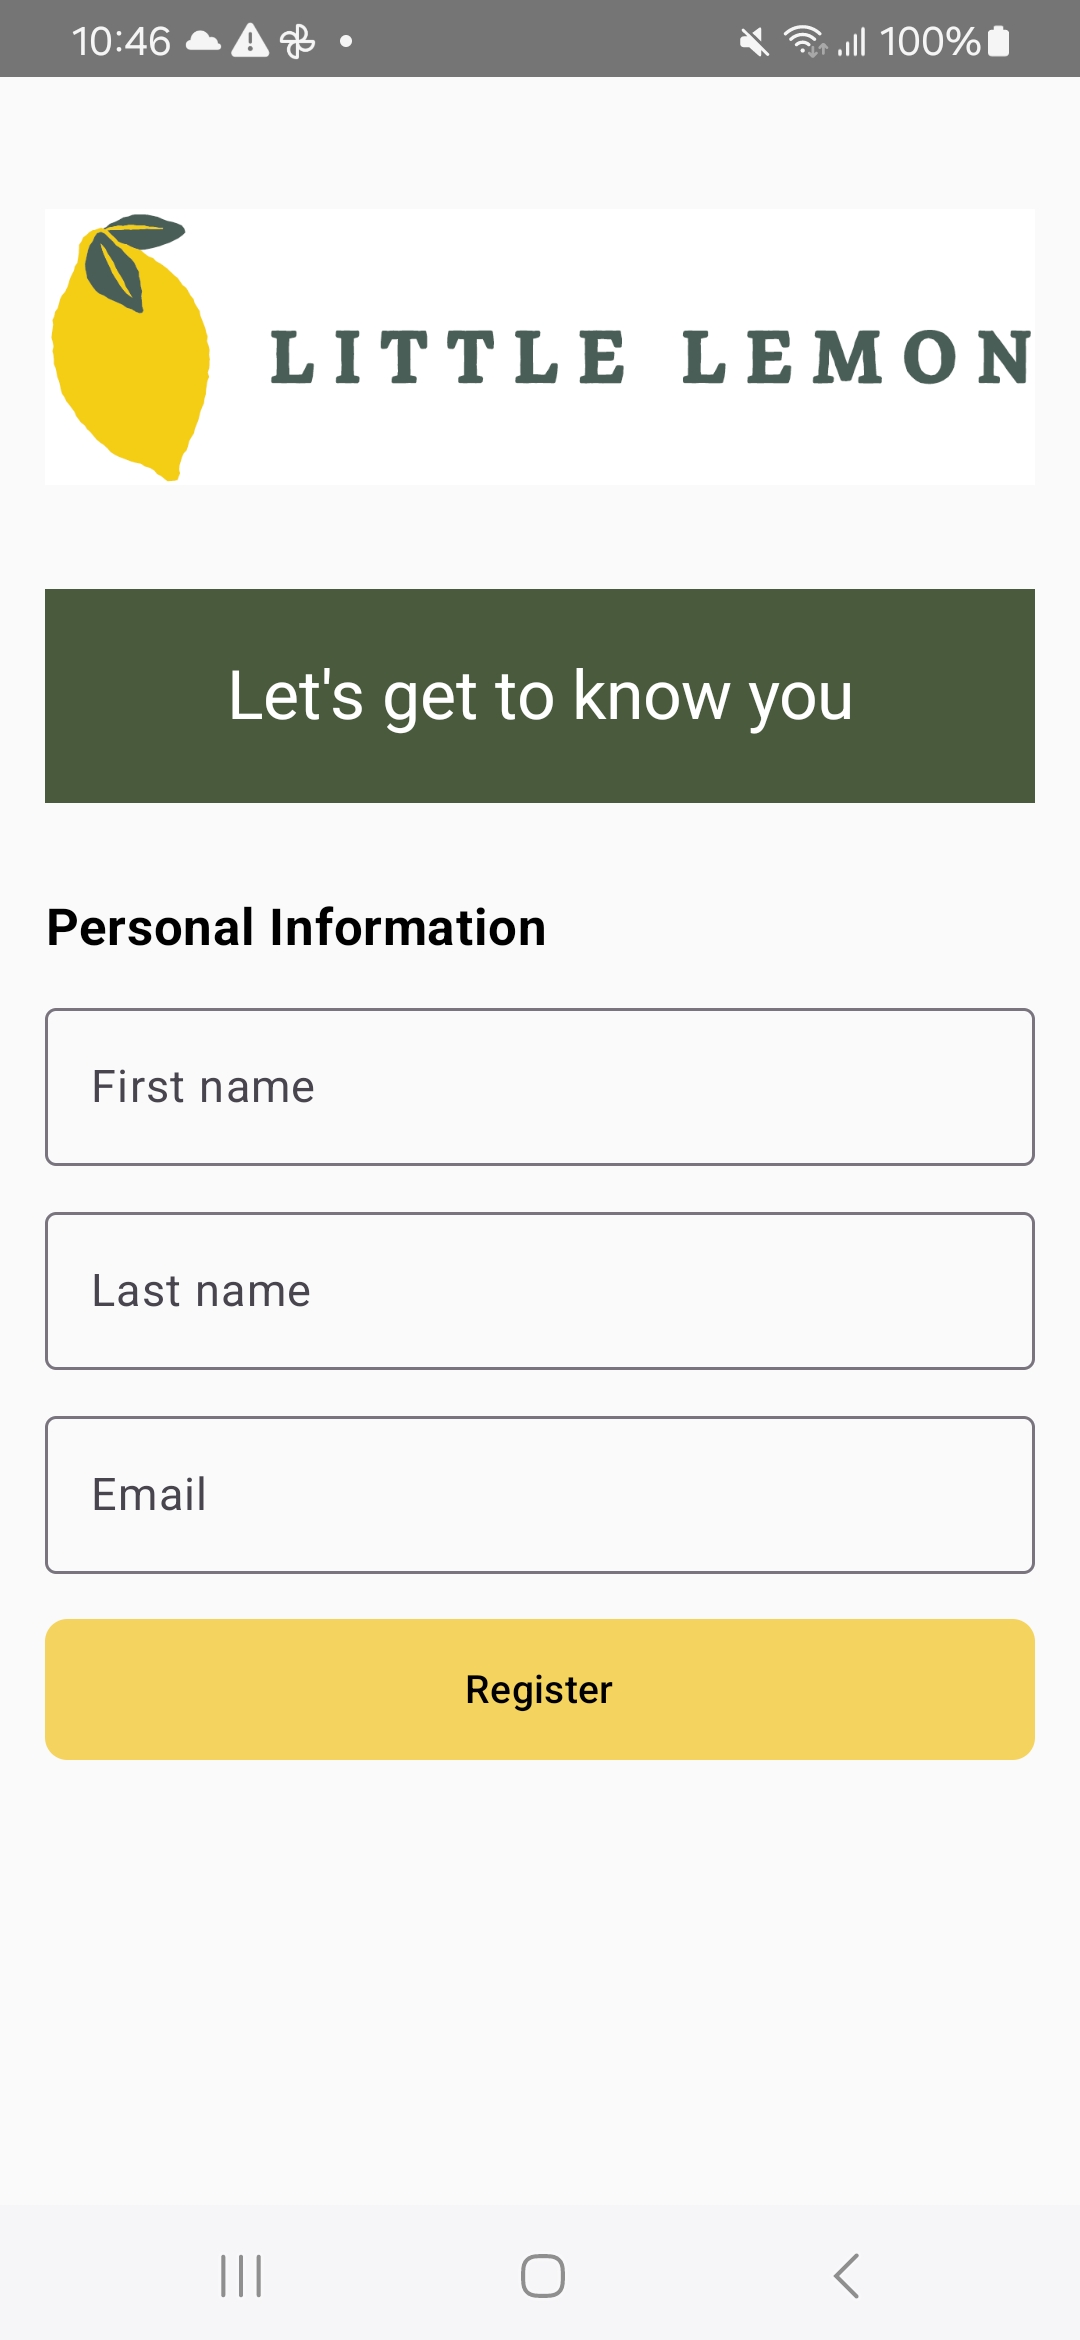 10:46 100%
LITTLE LEMON
Let's get to know you
Personal Information
First name
Last name
Email
Register